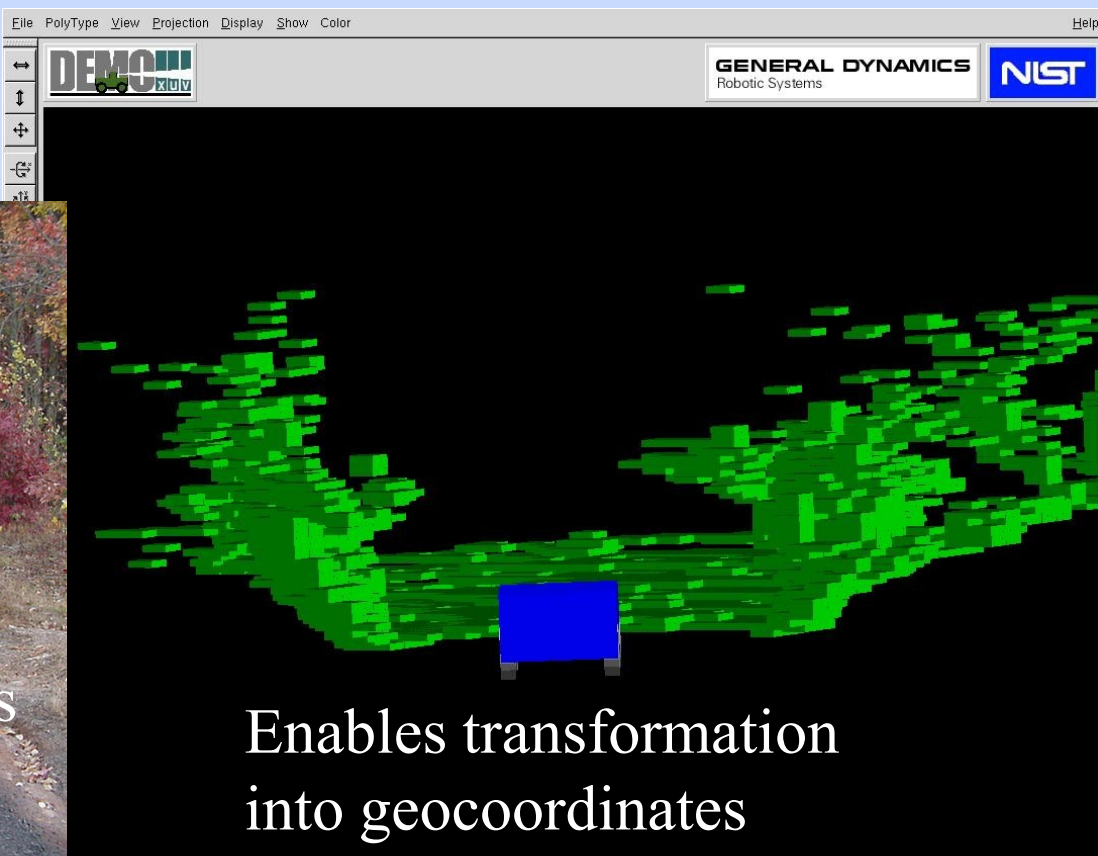 File PolyType View Projection Display Show Color Help
DEMO III XUV
GENERAL DYNAMICS
Robotic Systems
NIST
s
Enables transformation
into geocoordinates